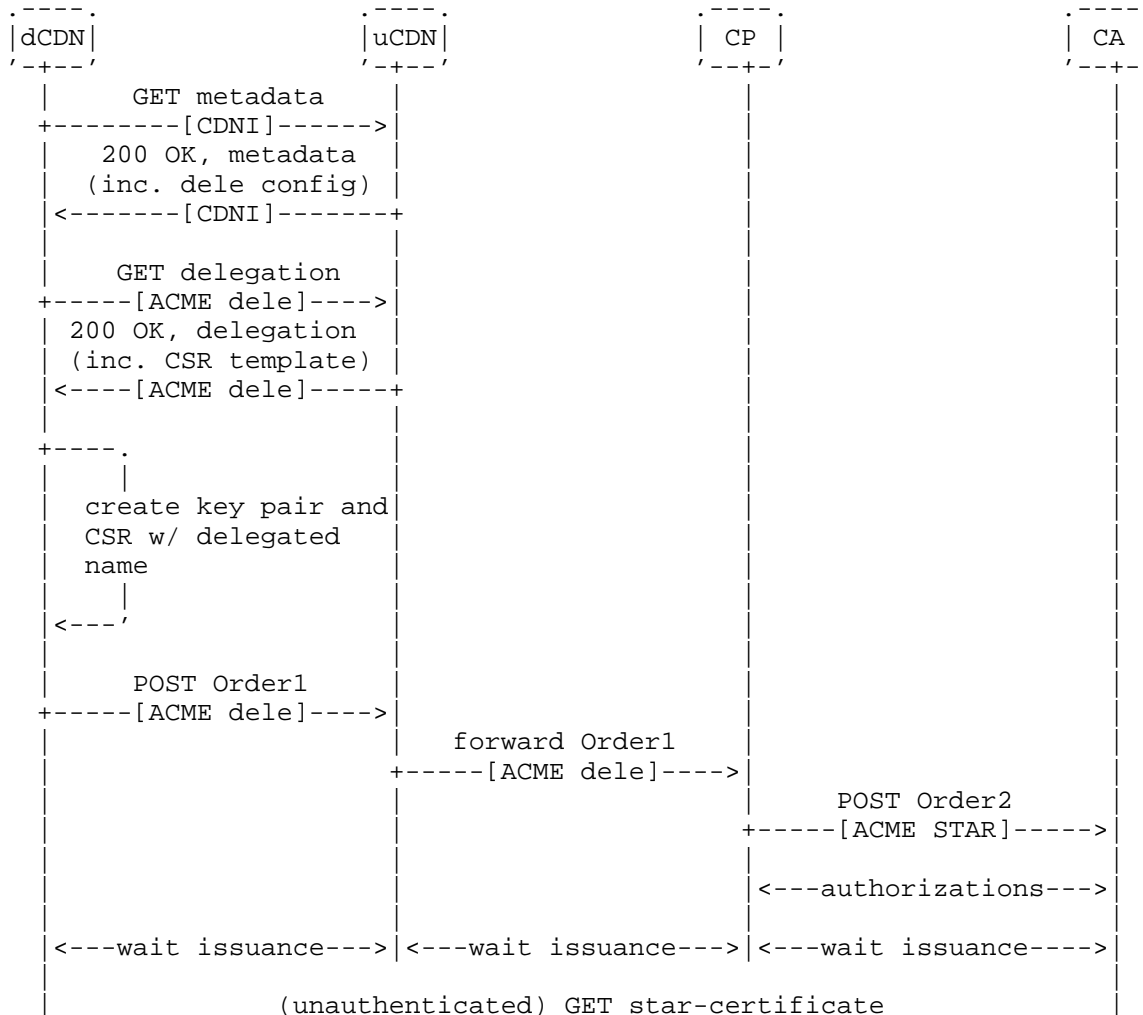 dCDN uCDN CP CA
GET metadata
[CDNI]
200 OK, metadata
(inc. dele config)
[CDNI]
GET delegation
[ACME dele]
200 OK, delegation
(inc. CSR template)
[ACME dele]
create key pair and
CSR w/ delegated
name
POST Order1
[ACME dele]
forward Order1
[ACME dele]
POST Order2
[ACME STAR]
authorizations
wait issuance wait issuance wait issuance
(unauthenticated) GET star-certificate